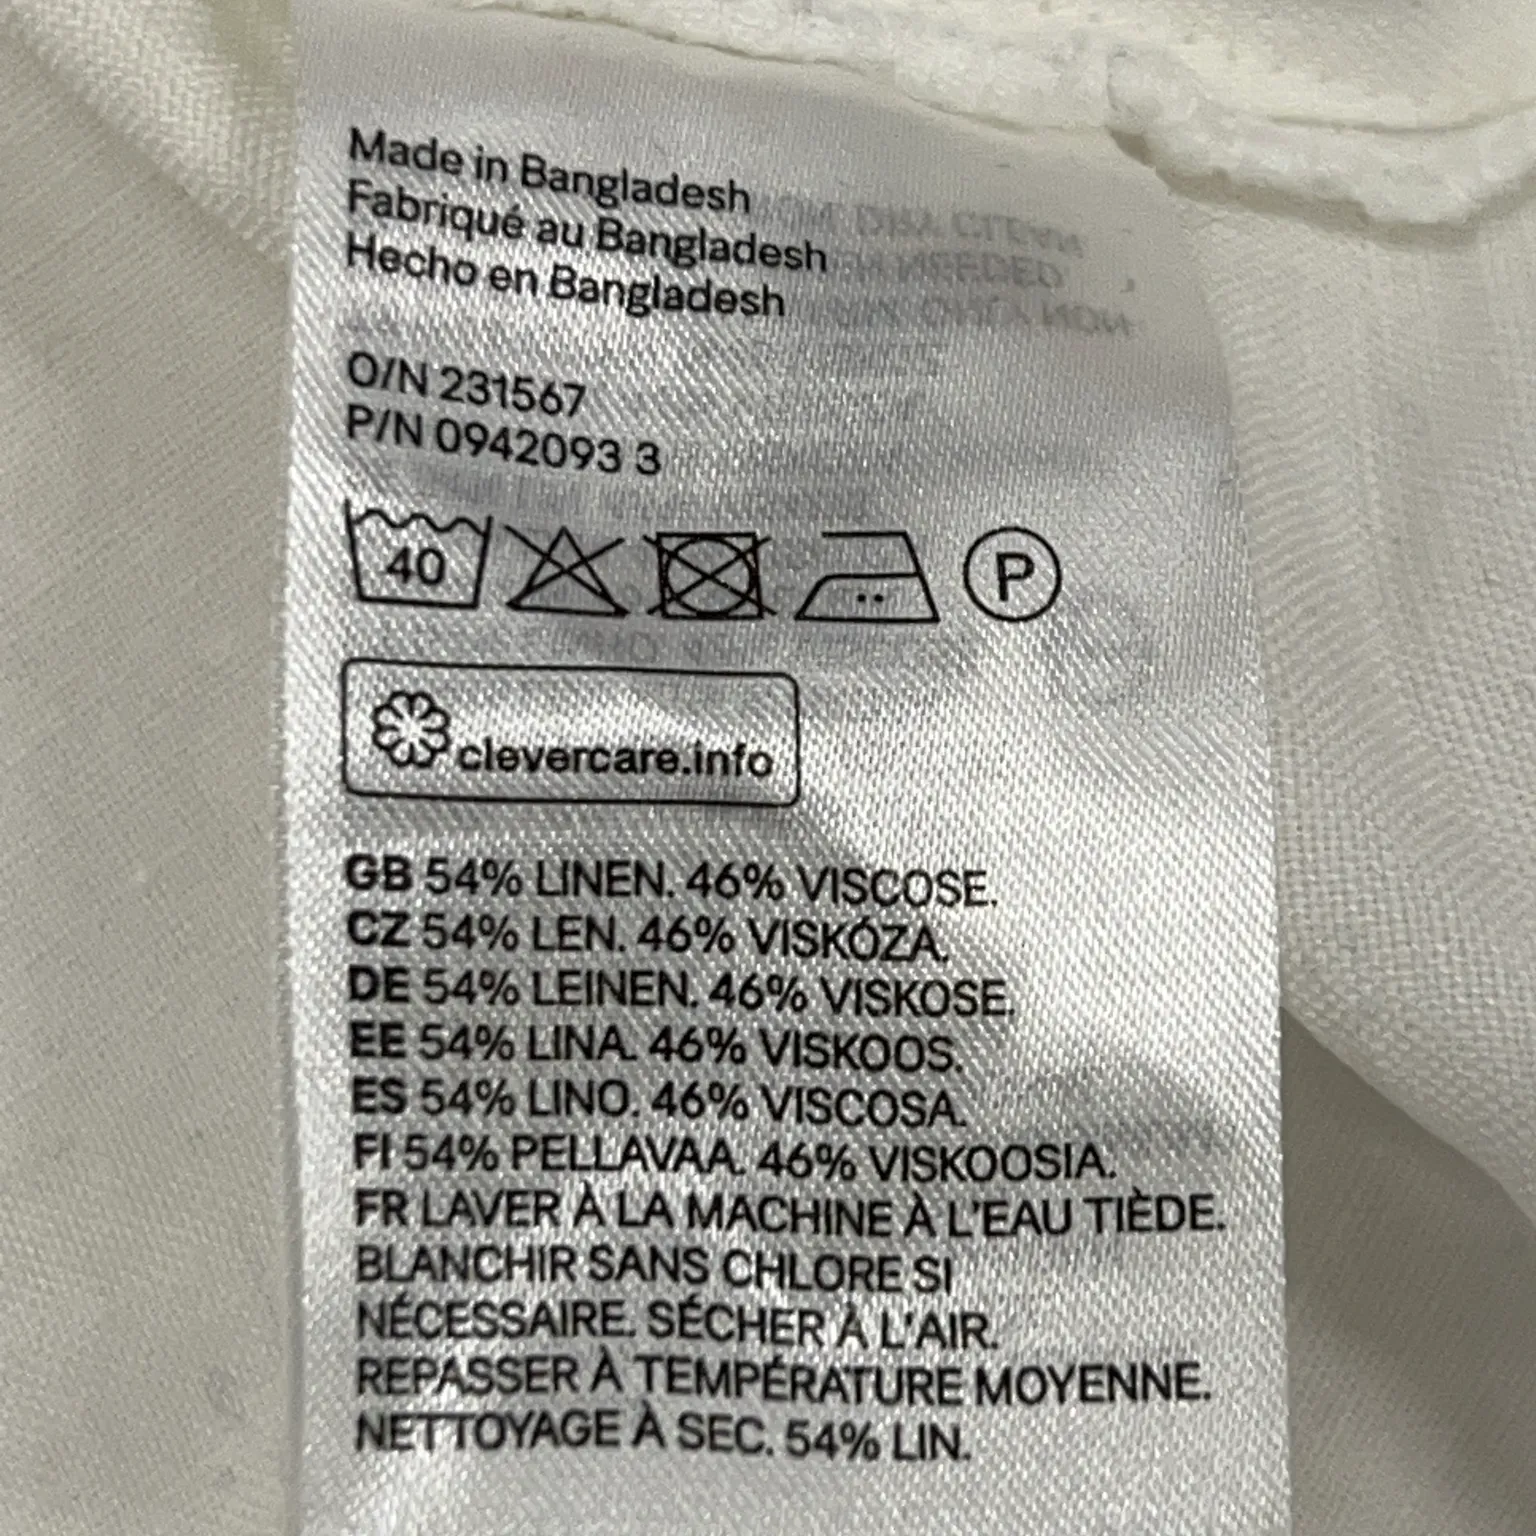 Made in Bangladesh
Fabriqué au Bangladesh
Hecho en Bangladesh
O/N 231567
P/N 0942093 3
40
P
clevercare.info
GB 54% LINEN. 46% VISCOSE.
CZ 54% LEN. 46% VISKÓZA.
DE 54% LEINEN. 46% VISKOSE.
EE 54% LINA. 46% VISKOOS.
ES 54% LINO. 46% VISCOSA.
FI 54% PELLAVAA. 46% VISKOOSIA.
FR LAVER À LA MACHINE À L'EAU TIÈDE.
BLANCHIR SANS CHLORE SI
NÉCESSAIRE. SÉCHER À L'AIR.
REPASSER À TEMPÉRATURE MOYENNE.
NETTOYAGE À SEC. 54% LIN.